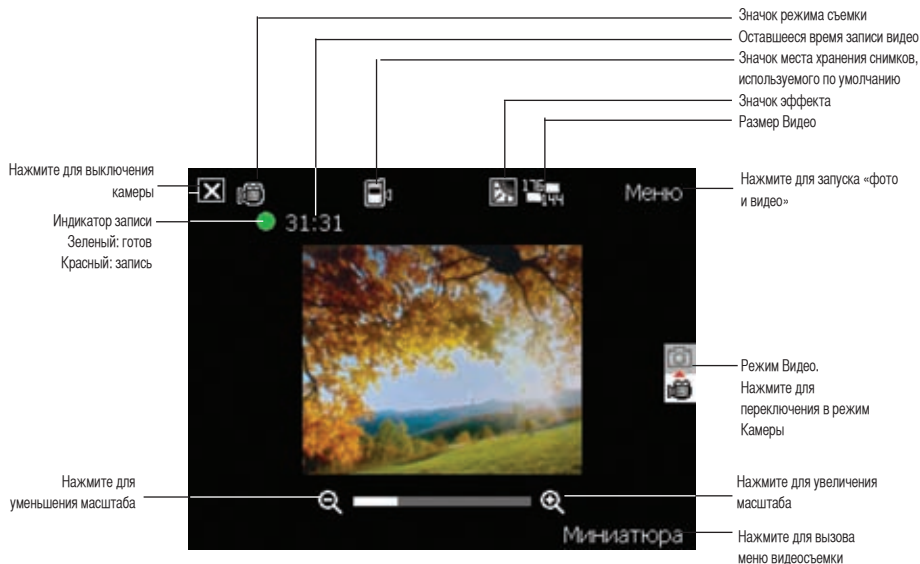 Значок режима съемки
Оставшееся время записи видео
Значок места хранения снимков,
используемого по умолчанию
Значок эффекта
Размер Видео
Нажмите для выключения
камеры
Индикатор записи
Зеленый: готов
Красный: запись
176
144
Меню
31:31
Нажмите для запуска «фото
и видео»
Режим Видео.
Нажмите для
переключения в режим
Камеры
Нажмите для
уменьшения масштаба
Нажмите для увеличения
масштаба
Миниатюра
Нажмите для вызова
меню видеосъемки